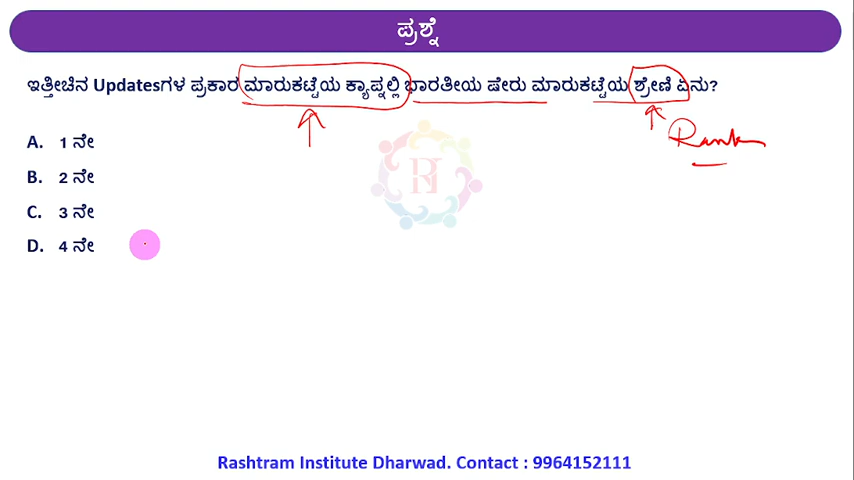 ಪ್ರಶ್ನೆ
ಇತ್ತೀಚಿನ Updatesಗಳ ಪ್ರಕಾರ ಮಾರುಕಟ್ಟೆಯ ಕ್ಯಾಪ್ನಲ್ಲಿ ಭಾರತೀಯ ಷೇರು ಮಾರುಕಟ್ಟೆಯ ಶ್ರೇಣಿ ಏನು?
Rank
A. 1 ನೇ
B. 2 ನೇ
C. 3 ನೇ
D. 4 ನೇ
Rashtram Institute Dharwad. Contact : 9964152111